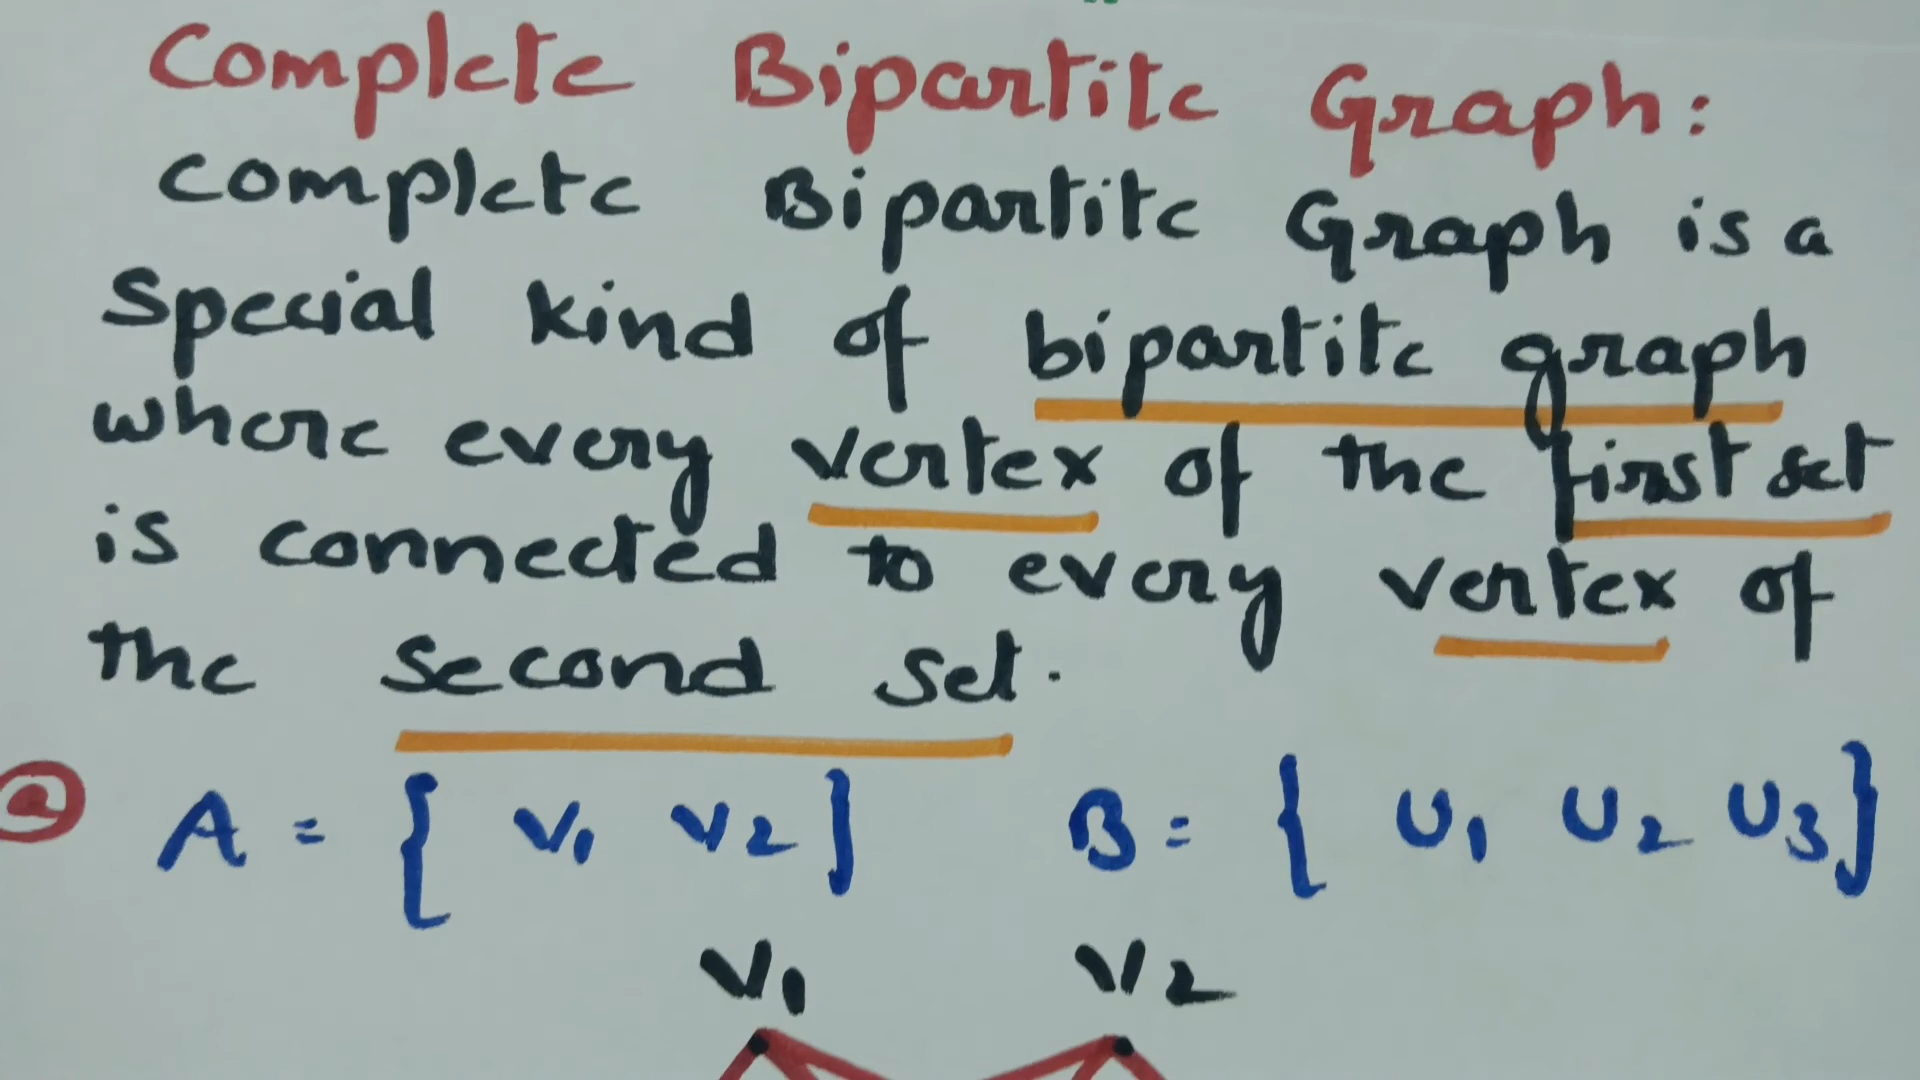 Complete Bipartite Graph:
Complete Bipartite Graph is a
Special kind of bipartite graph
where every vertex of the first set
is connected to every vertex of
the second set.
a A = { V1 V2 } B = { U1 U2 U3 }
V1 V2